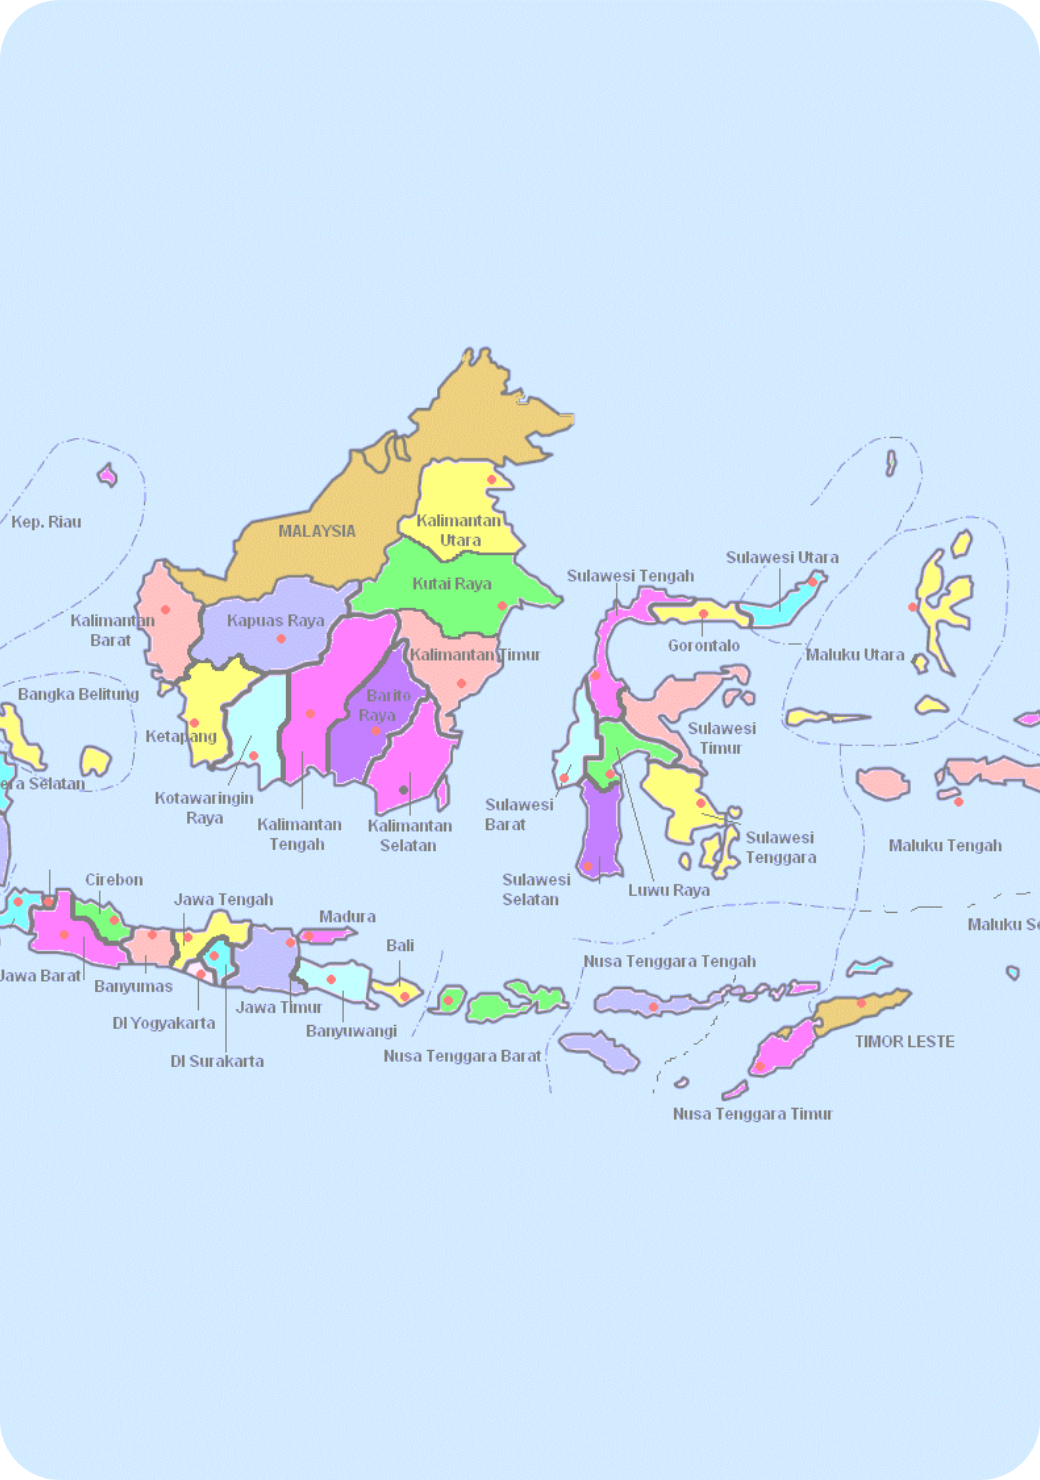 Kep. Riau
MALAYSIA
Kalimantan
Utara
Kutai Raya
Kalimantan
Barat
Kapuas Raya
Kalimantan Timur
Barito
Raya
Ketapang
Kotawaringin
Raya
Kalimantan
Tengah
Kalimantan
Selatan
Bangka Belitung
era Selatan
Sulawesi Tengah
Sulawesi Utara
Gorontalo
Maluku Utara
Sulawesi
Timur
Sulawesi
Barat
Sulawesi
Tenggara
Sulawesi
Selatan
Luwu Raya
Maluku Tengah
Maluku Se
Cirebon
Jawa Tengah
Madura
Bali
Jawa Barat
Banyumas
DI Yogyakarta
DI Surakarta
Jawa Timur
Banyuwangi
Nusa Tenggara Barat
Nusa Tenggara Tengah
TIMOR LESTE
Nusa Tenggara Timur